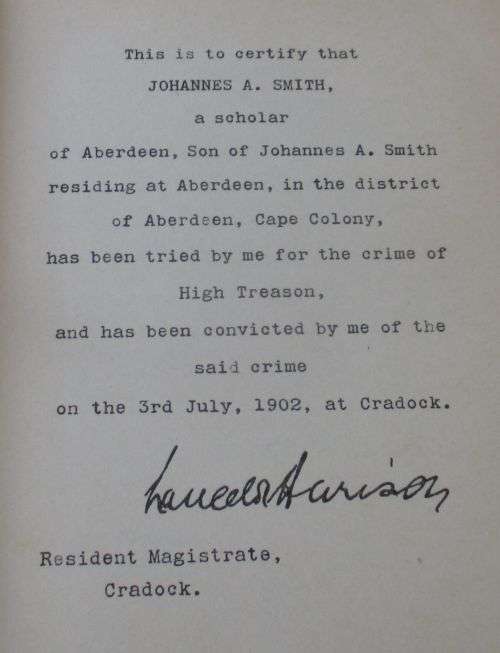 This is to certify that
JOHANNES A. SMITH,
a scholar
of Aberdeen, Son of Johannes A. Smith
residing at Aberdeen, in the district
of Aberdeen, Cape Colony,
has been tried by me for the crime of
High Treason,
and has been convicted by me of the
said crime
on the 3rd July, 1902, at Cradock.
Resident Magistrate,
Cradock.